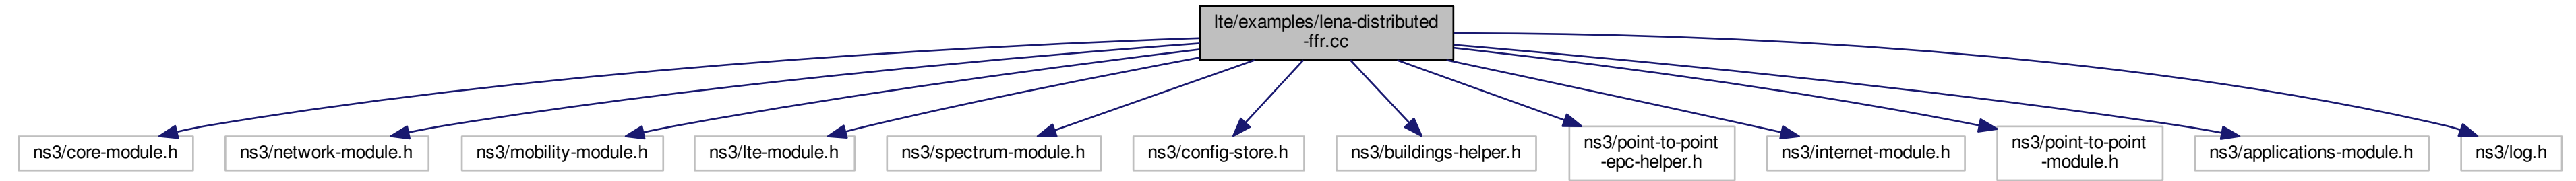 lte/examples/lena-distributed
-ffr.cc
ns3/core-module.h
ns3/network-module.h
ns3/mobility-module.h
ns3/lte-module.h
ns3/spectrum-module.h
ns3/config-store.h
ns3/buildings-helper.h
ns3/point-to-point
-epc-helper.h
ns3/internet-module.h
ns3/point-to-point
-module.h
ns3/applications-module.h
ns3/log.h